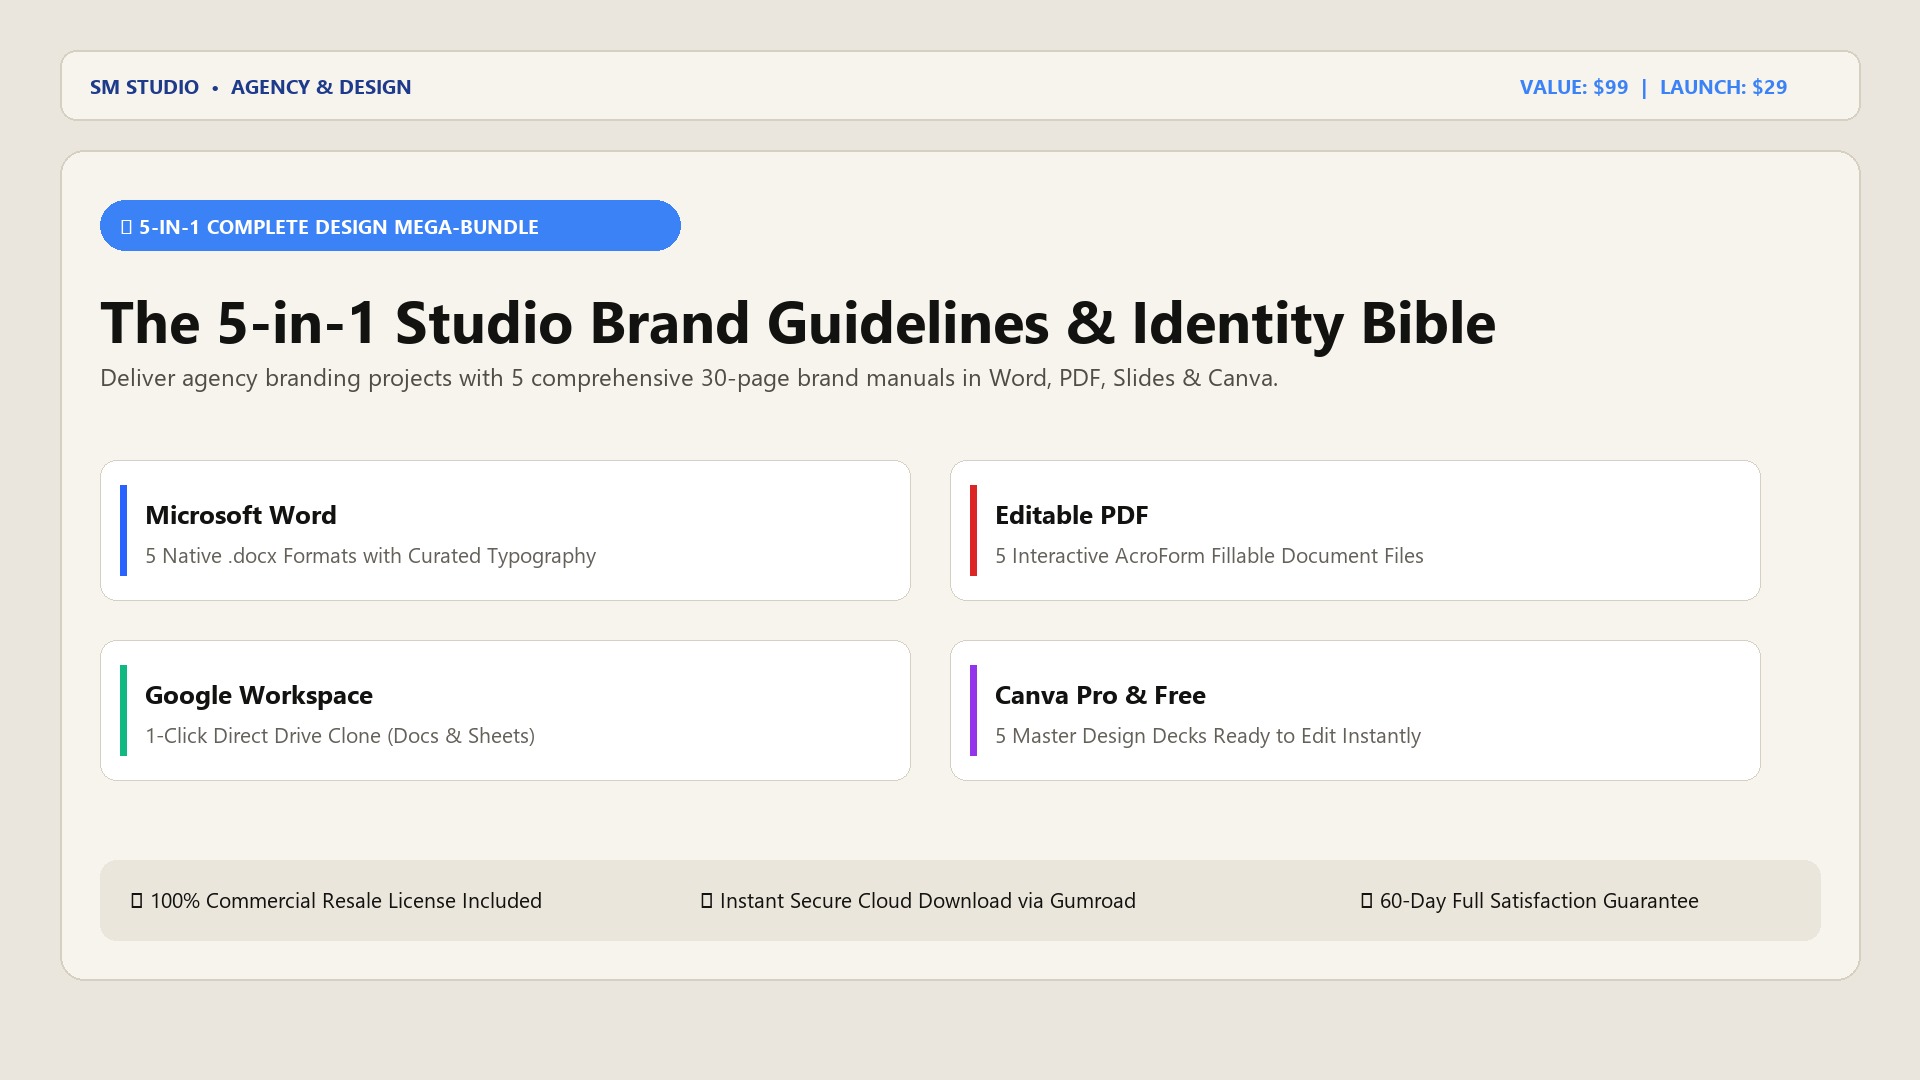 SM STUDIO • AGENCY & DESIGN
VALUE: $99 | LAUNCH: $29
▯ 5-IN-1 COMPLETE DESIGN MEGA-BUNDLE
The 5-in-1 Studio Brand Guidelines & Identity Bible
Deliver agency branding projects with 5 comprehensive 30-page brand manuals in Word, PDF, Slides & Canva.
Microsoft Word
5 Native .docx Formats with Curated Typography
Editable PDF
5 Interactive AcroForm Fillable Document Files
Google Workspace
1-Click Direct Drive Clone (Docs & Sheets)
Canva Pro & Free
5 Master Design Decks Ready to Edit Instantly
▯ 100% Commercial Resale License Included
▯ Instant Secure Cloud Download via Gumroad
▯ 60-Day Full Satisfaction Guarantee